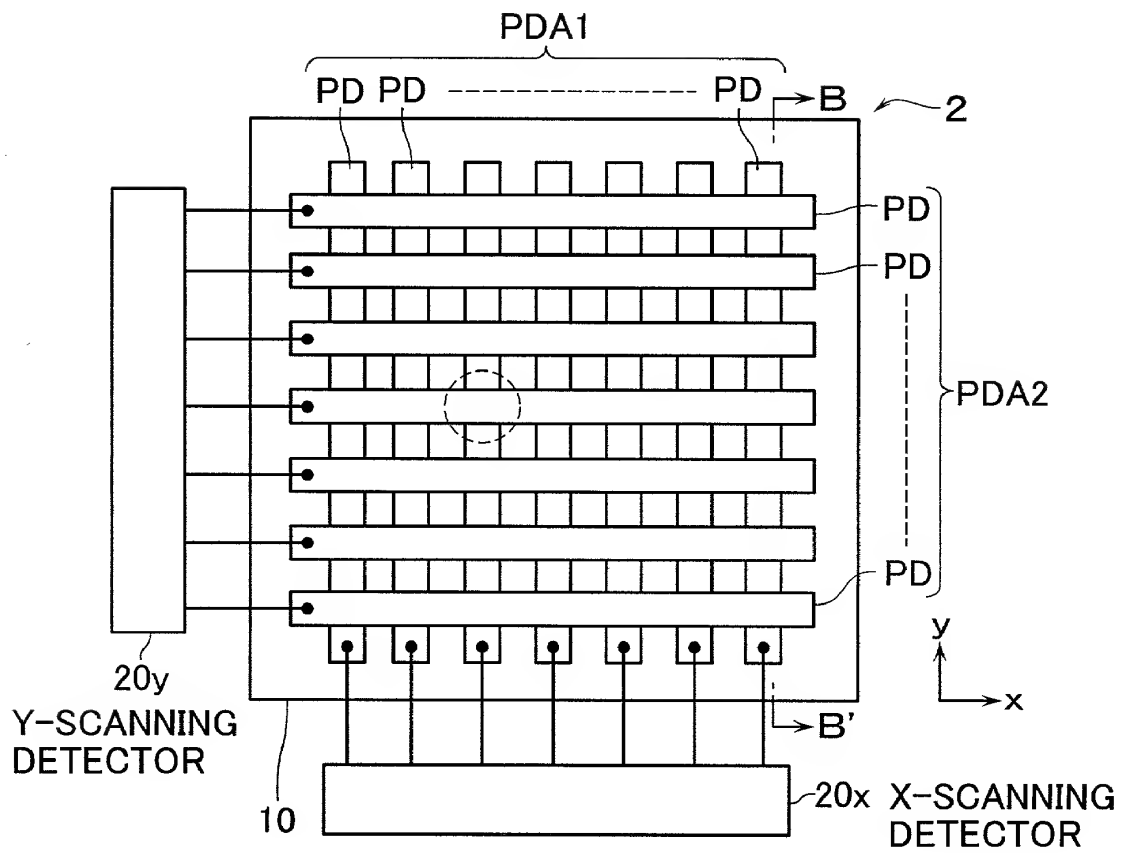 PDA1
PD PD PD B 2
PD
PD
PDA2
PD
y
x
20y
Y-SCANNING
DETECTOR
B'
10
20x X-SCANNING
DETECTOR